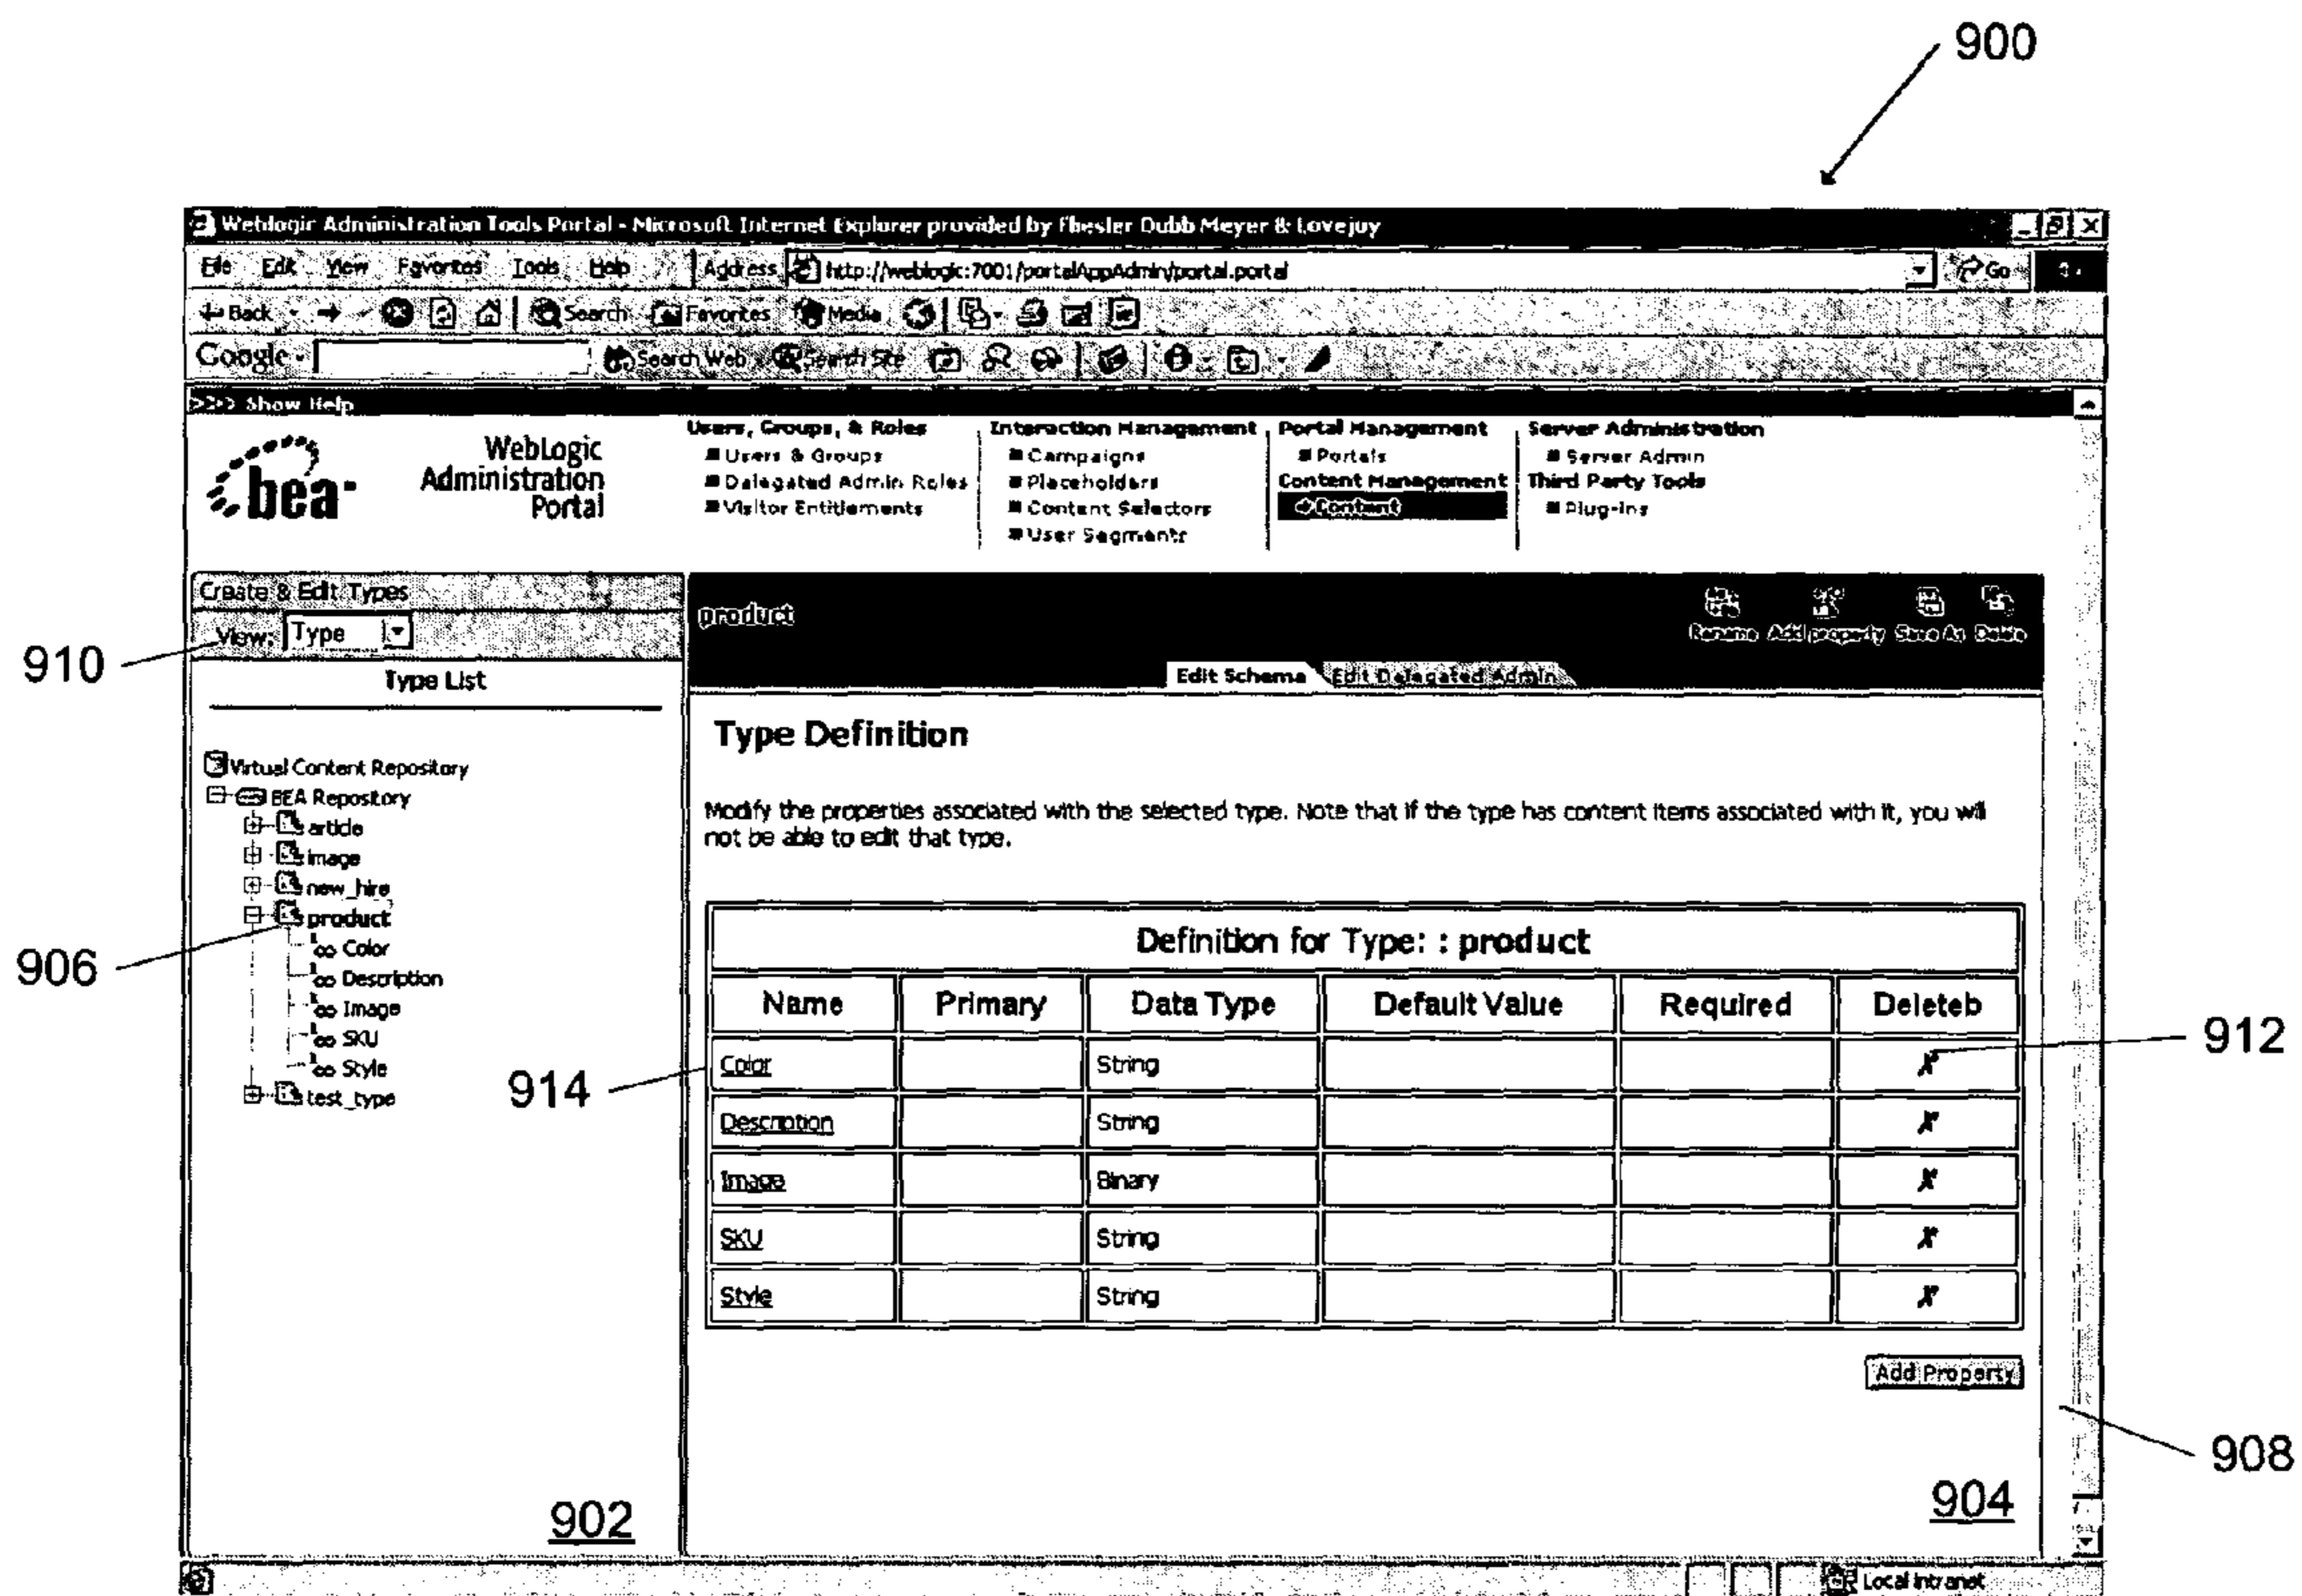 900
Weblogic Administration Tools Portal - Microsoft Internet Explorer provided by Fliesler Dubb Meyer & Lovejoy
File Edit View Favorites Tools Help Address http://weblogic:7001/portalAppAdmin/portal.portal Go
Back Search Favorites Media
Google Search Web Search Site
>>> Show Help
bea
WebLogic
Administration
Portal
Users, Groups, & Roles
Users & Groups
Delegated Admin Roles
Visitor Entitlements
Interaction Management
Campaigns
Placeholders
Content Selectors
User Segments
Portal Management
Portals
Content Management
Content
Server Administration
Server Admin
Third Party Tools
Plug-ins
Create & Edit Types
View: Type
910
Type List
Virtual Content Repository
BEA Repository
article
image
new_hire
product
906
Color
Description
Image
SKU
Style
test_type
902
product
Rename Add property Save As Delete
Edit Schema Edit Delegated Admin
Type Definition
Modify the properties associated with the selected type. Note that if the type has content items associated with it, you will
not be able to edit that type.
Definition for Type: : product
Name Primary Data Type Default Value Required Deleteb
914
Color String X
912
Description String X
Image Binary X
SKU String X
Style String X
Add Property
908
904
Local intranet